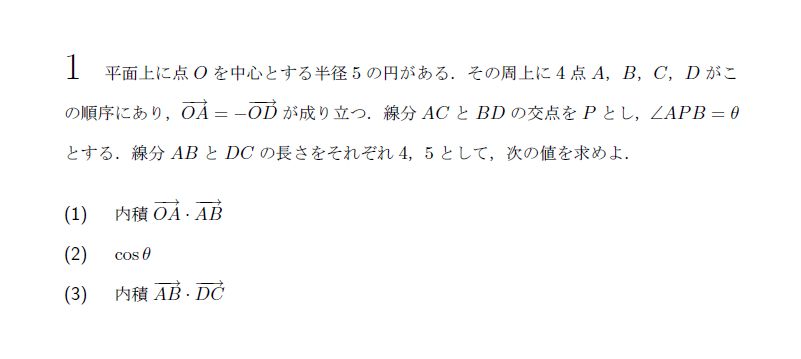 1 平面上に点 O を中心とする半径 5 の円がある．その周上に 4 点 A，B，C，D がこ
の順序にあり，$\overrightarrow{OA} = -\overrightarrow{OD}$ が成り立つ．線分 AC と BD の交点を P とし，∠APB = θ
とする．線分 AB と DC の長さをそれぞれ 4，5 として，次の値を求めよ．
(1) 内積 $\overrightarrow{OA} \cdot \overrightarrow{AB}$
(2) cos θ
(3) 内積 $\overrightarrow{AB} \cdot \overrightarrow{DC}$